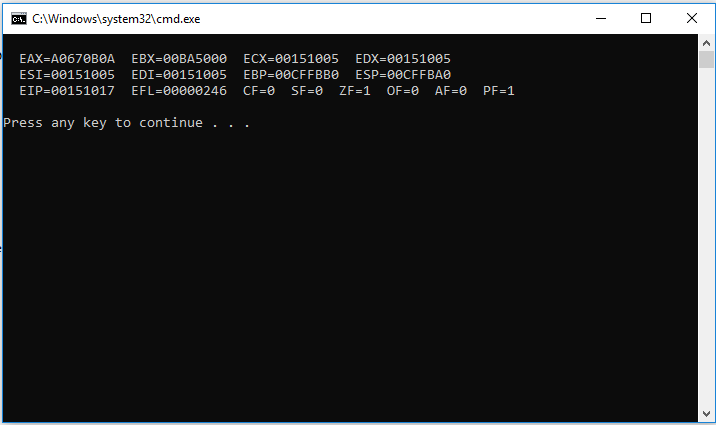 C:\Windows\system32\cmd.exe
EAX=A0670B0A  EBX=00BA5000  ECX=00151005  EDX=00151005
ESI=00151005  EDI=00151005  EBP=00CFFBB0  ESP=00CFFBA0
EIP=00151017  EFL=00000246  CF=0  SF=0  ZF=1  OF=0  AF=0  PF=1
Press any key to continue . . .